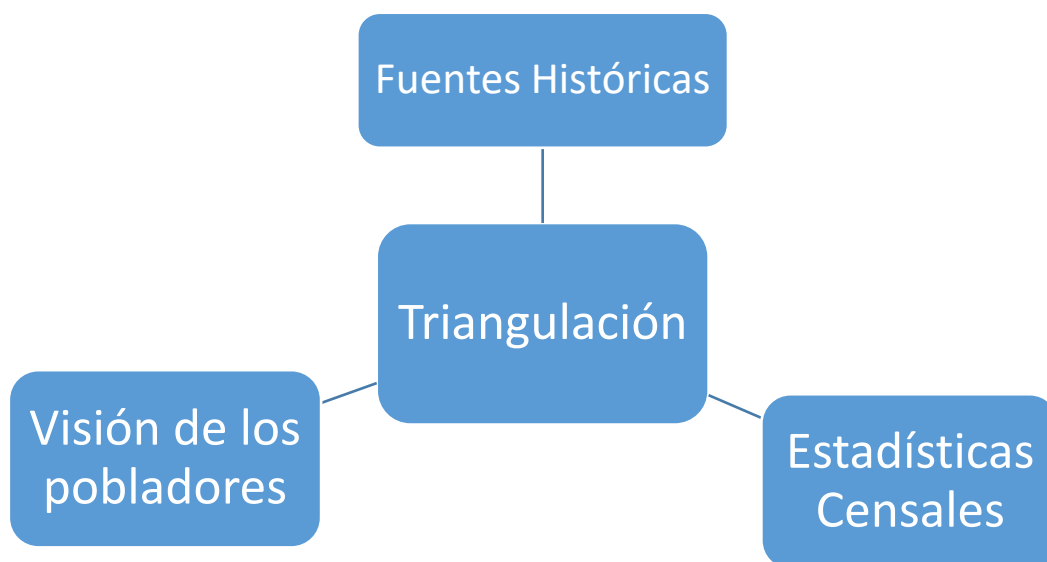 Fuentes Históricas
Triangulación
Visión de los
pobladores
Estadísticas
Censales